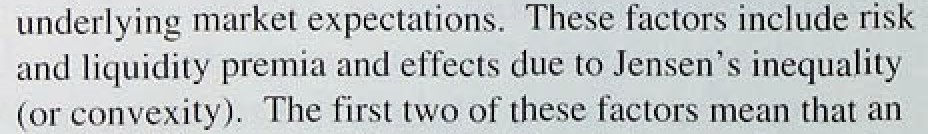 underlying market expectations. These factors include risk
and liquidity premia and effects due to Jensen's inequality
(or convexity). The first two of these factors mean that an